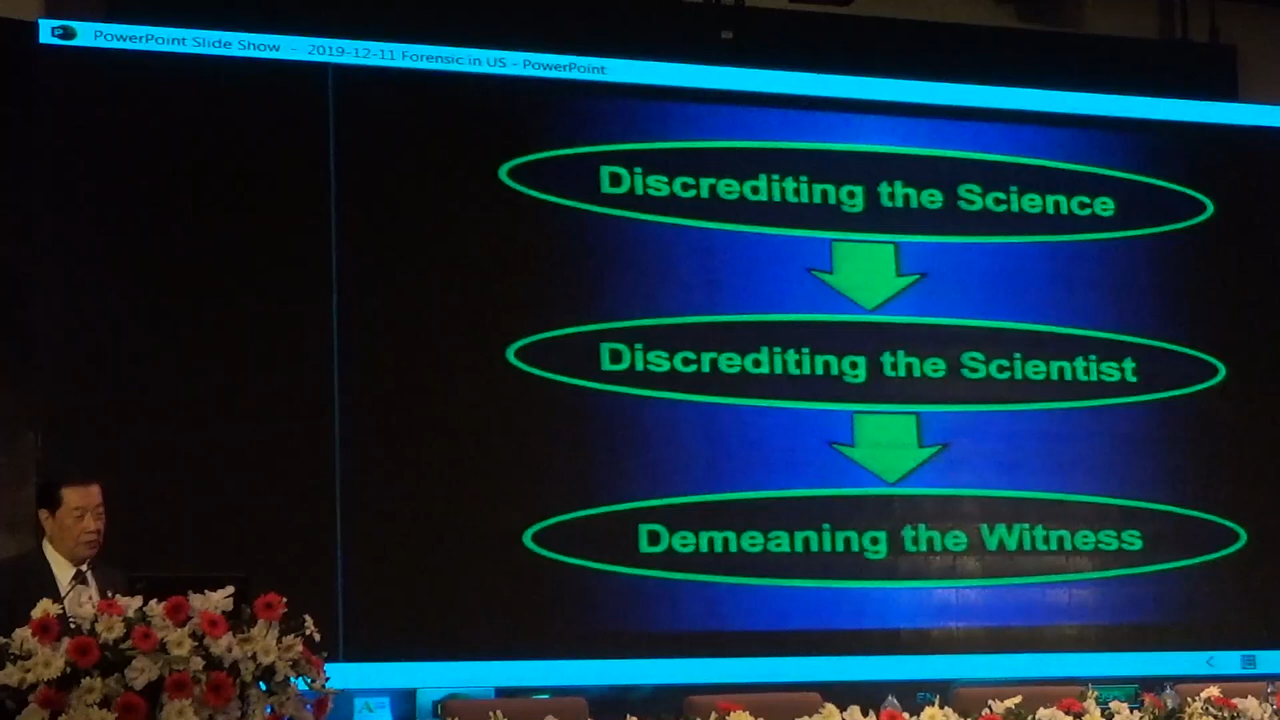 PowerPoint Slide Show - 2019-12-11 Forensic in US - PowerPoint
Discrediting the Science
Discrediting the Scientist
Demeaning the Witness
EN